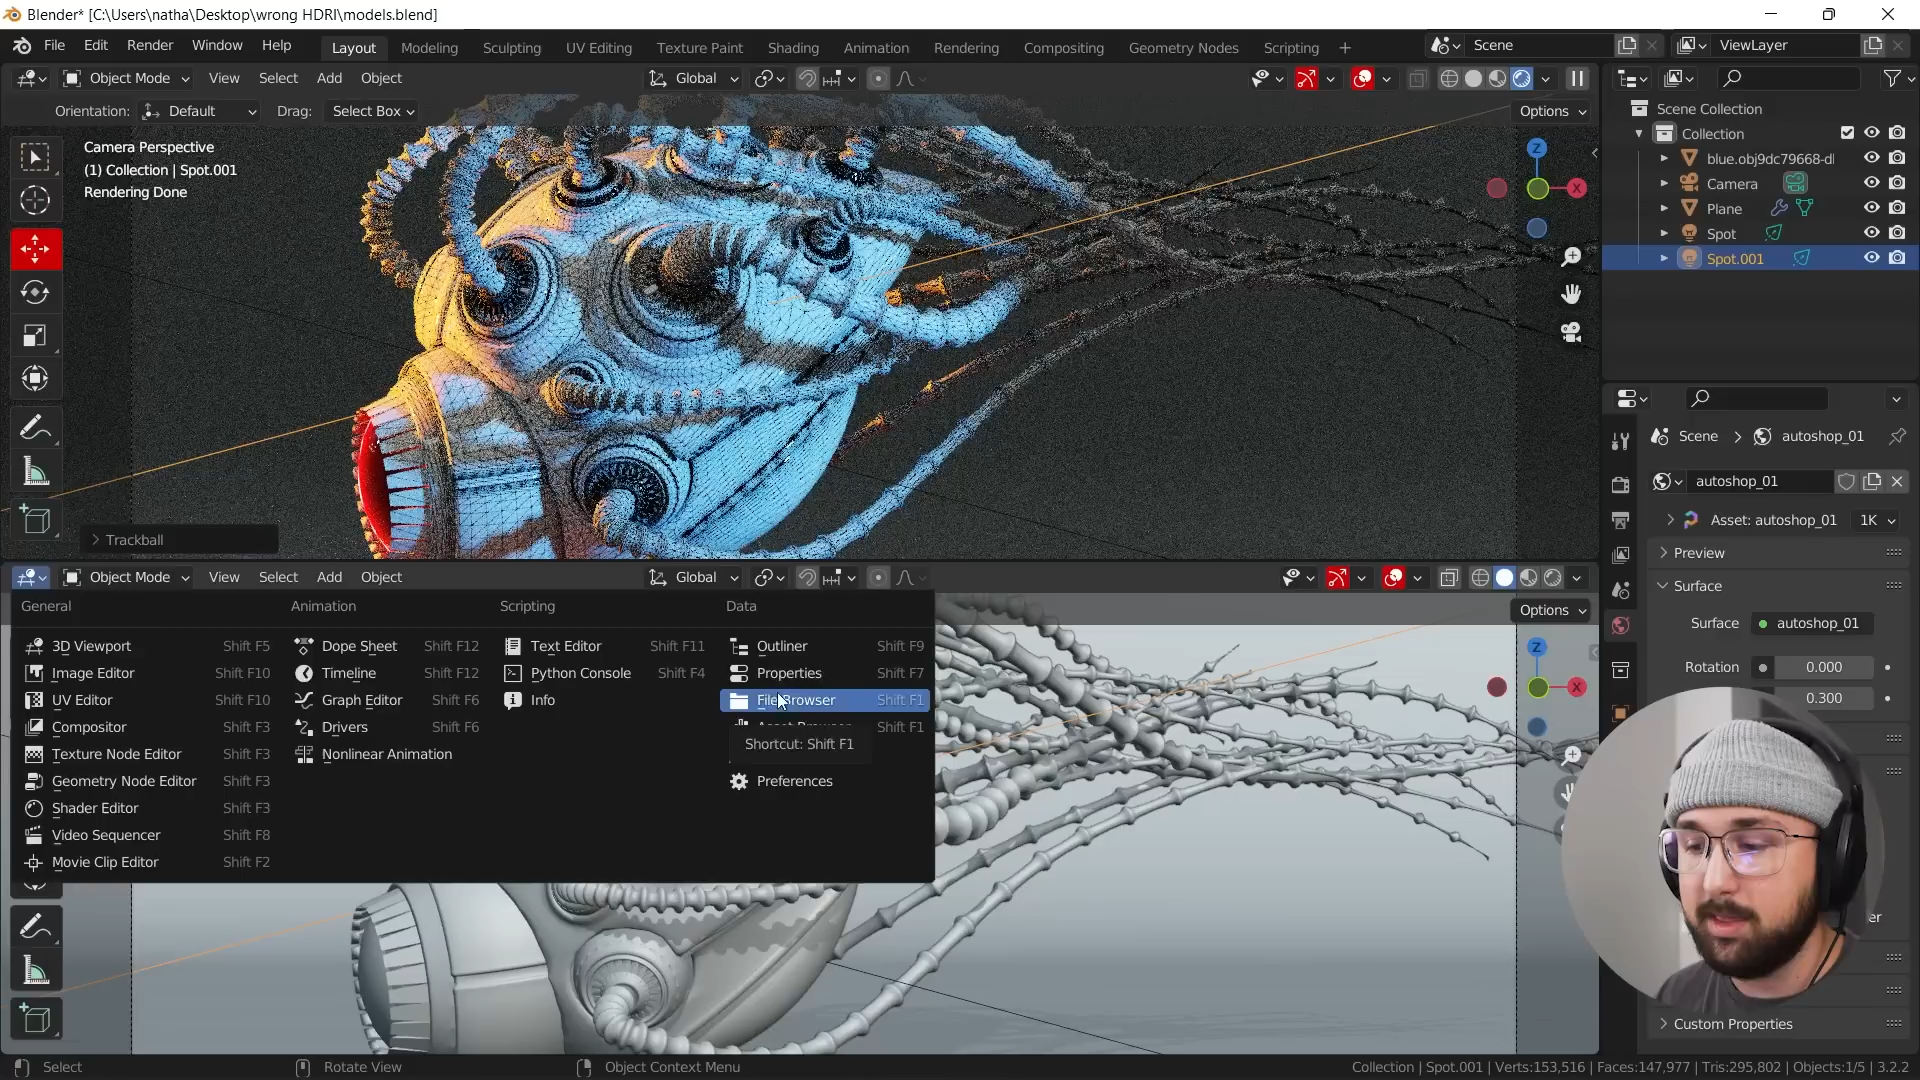 Blender* [C:\Users\natha\Desktop\wrong HDRI\models.blend]
File Edit Render Window Help Layout Modeling Sculpting UV Editing Texture Paint Shading Animation Rendering Compositing Geometry Nodes Scripting + Scene ViewLayer
Object Mode View Select Add Object Global
Orientation: Default Drag: Select Box Options
Camera Perspective
(1) Collection | Spot.001
Rendering Done
Z
X
Trackball
Scene Collection
Collection
blue.obj9dc79668-dl
Camera
Plane
Spot
Spot.001
Scene > autoshop_01
autoshop_01
Asset: autoshop_01 1K
Preview
Surface
Surface autoshop_01
Rotation 0.000
0.300
er
Custom Properties
Object Mode View Select Add Object Global
Options
Z
X
General Animation Scripting Data
3D Viewport Shift F5 Dope Sheet Shift F12 Text Editor Shift F11 Outliner Shift F9
Image Editor Shift F10 Timeline Shift F12 Python Console Shift F4 Properties Shift F7
UV Editor Shift F10 Graph Editor Shift F6 Info File Browser Shift F1
Compositor Shift F3 Drivers Shift F6 Asset Browser Shift F1
Texture Node Editor Shift F3 Nonlinear Animation Shortcut: Shift F1
Geometry Node Editor Shift F3 Preferences
Shader Editor Shift F3
Video Sequencer Shift F8
Movie Clip Editor Shift F2
Select Rotate View Object Context Menu Collection | Spot.001 | Verts:153,516 | Faces:147,977 | Tris:295,802 | Objects:1/5 | 3.2.2